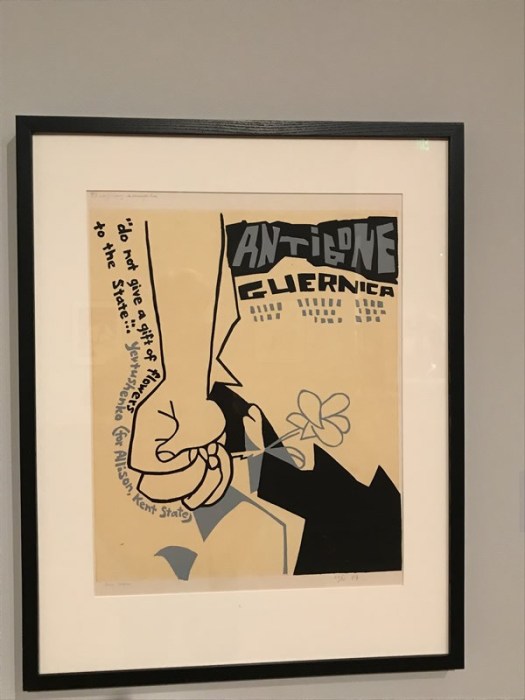 ANTIGONE
GUERNICA
"do not give a gift of flowers
to the State... Yevtushenko (for Allison, Kent State)